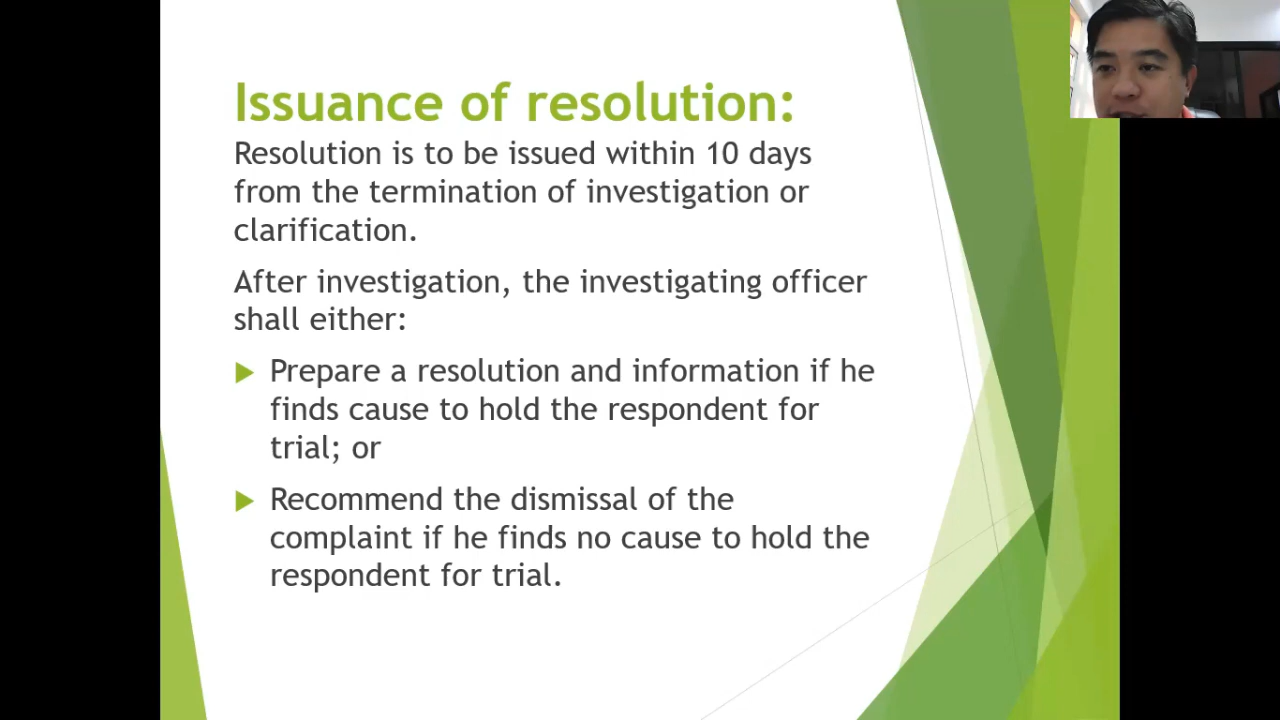 Issuance of resolution:
Resolution is to be issued within 10 days
from the termination of investigation or
clarification.
After investigation, the investigating officer
shall either:
Prepare a resolution and information if he
finds cause to hold the respondent for
trial; or
Recommend the dismissal of the
complaint if he finds no cause to hold the
respondent for trial.